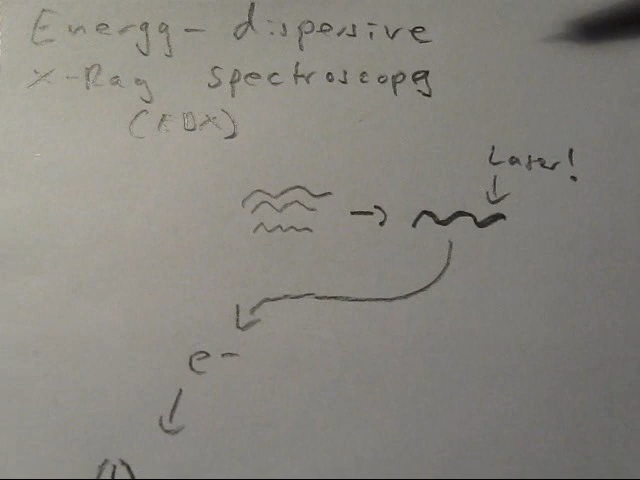 Energy - dispersive
X-Ray spectroscopy
(EDX)
Laser!
e-